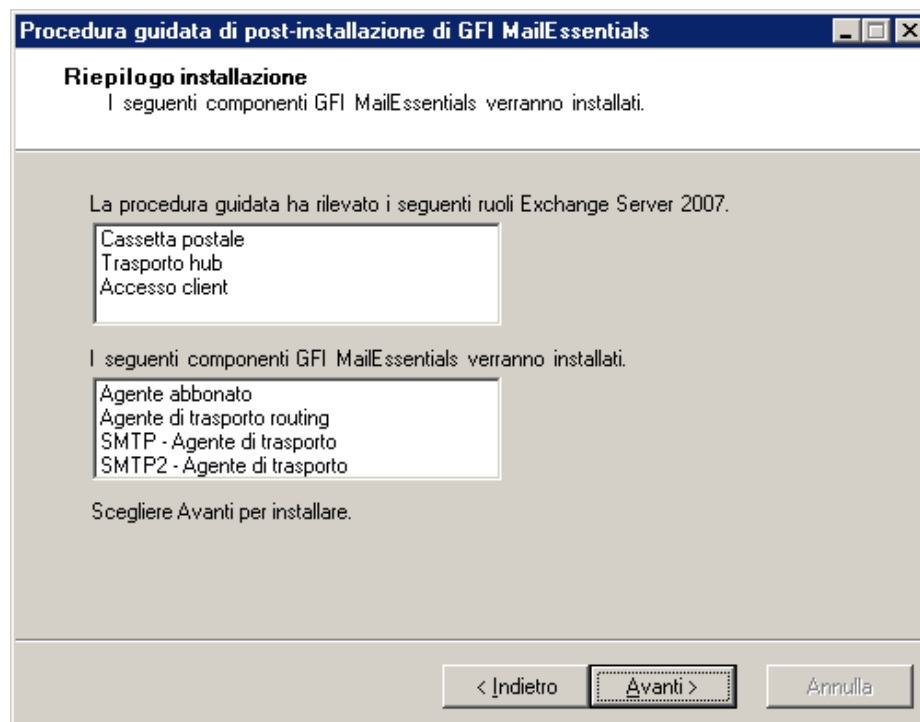 Procedura guidata di post-installazione di GFI MailEssentials
Riepilogo installazione
I seguenti componenti GFI MailEssentials verranno installati.
La procedura guidata ha rilevato i seguenti ruoli Exchange Server 2007.
Cassetta postale
Trasporto hub
Accesso client
I seguenti componenti GFI MailEssentials verranno installati.
Agente abbonato
Agente di trasporto routing
SMTP - Agente di trasporto
SMTP2 - Agente di trasporto
Scegliere Avanti per installare.
< Indietro
Avanti >
Annulla